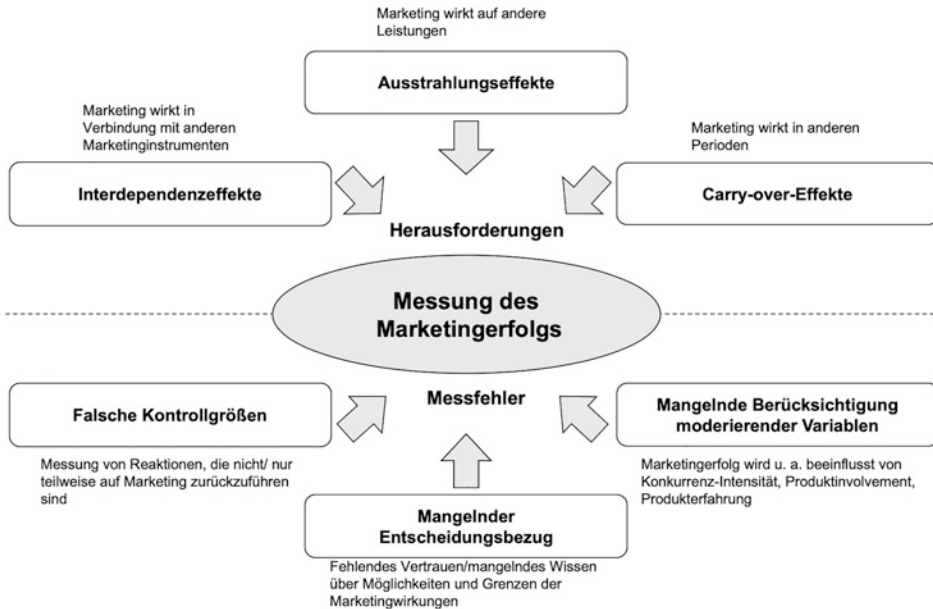 Marketing wirkt auf andere
Leistungen
Ausstrahlungseffekte
Marketing wirkt in
Verbindung mit anderen
Marketinginstrumenten
Interdependenzeffekte
Marketing wirkt in anderen
Perioden
Carry-over-Effekte
Herausforderungen
Messung des
Marketingerfolgs
Messfehler
Falsche Kontrollgrößen
Messung von Reaktionen, die nicht/ nur
teilweise auf Marketing zurückzuführen
sind
Mangelnder
Entscheidungsbezug
Fehlendes Vertrauen/mangelndes Wissen
über Möglichkeiten und Grenzen der
Marketingwirkungen
Mangelnde Berücksichtigung
moderierender Variablen
Marketingerfolg wird u. a. beeinflusst von
Konkurrenz-Intensität, Produktinvolvement,
Produkterfahrung